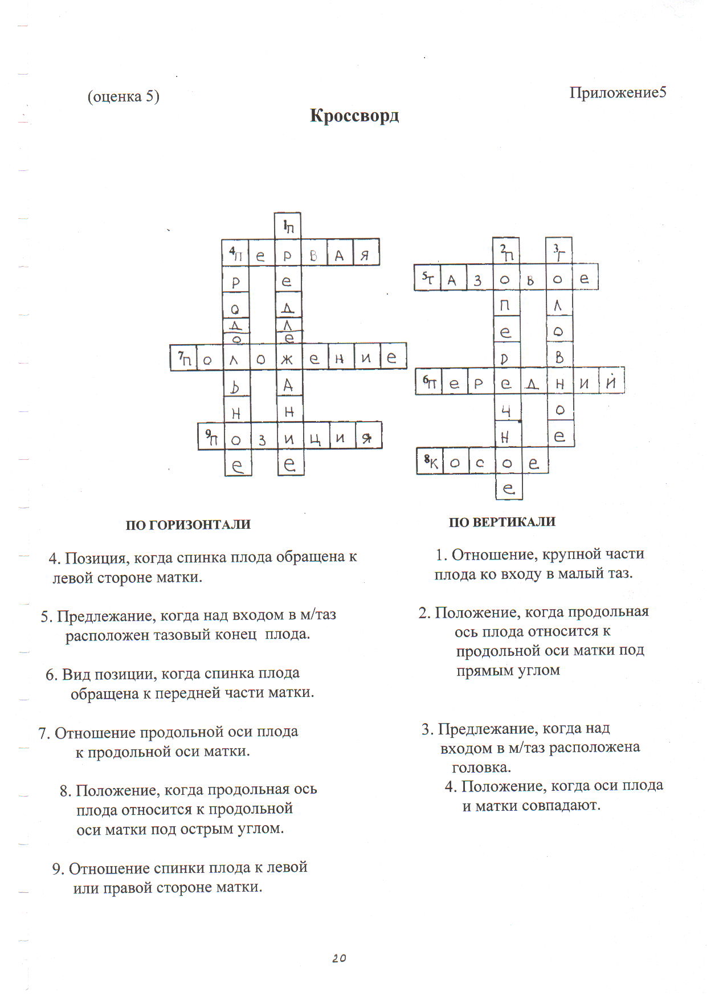 (оценка 5)
Приложение5
Кроссворд
1п
4п е р в а я
2п 3г
р е
5т а з о в о е
о д
п л
д л
е о
о е
7п о л о ж е н и е
р в
6п е р е д н и й
ь а
н н
ч о
9п о з и ц и я
н е
е е
8к о с о е
е
ПО ГОРИЗОНТАЛИ
4. Позиция, когда спинка плода обращена к
левой стороне матки.
5. Предлежание, когда над входом в м/таз
расположен тазовый конец плода.
6. Вид позиции, когда спинка плода
обращена к передней части матки.
7. Отношение продольной оси плода
к продольной оси матки.
8. Положение, когда продольная ось
плода относится к продольной
оси матки под острым углом.
9. Отношение спинки плода к левой
или правой стороне матки.
ПО ВЕРТИКАЛИ
1. Отношение, крупной части
плода ко входу в малый таз.
2. Положение, когда продольная
ось плода относится к
продольной оси матки под
прямым углом
3. Предлежание, когда над
входом в м/таз расположена
головка.
4. Положение, когда оси плода
и матки совпадают.
20